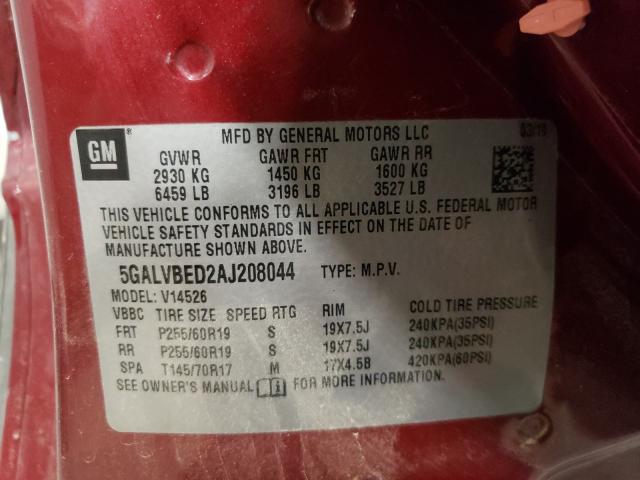 GM
MFD BY GENERAL MOTORS LLC 03/10
GVWR GAWR FRT GAWR RR
2930 KG 1450 KG 1600 KG
6459 LB 3196 LB 3527 LB
THIS VEHICLE CONFORMS TO ALL APPLICABLE U.S. FEDERAL MOTOR
VEHICLE SAFETY STANDARDS IN EFFECT ON THE DATE OF
MANUFACTURE SHOWN ABOVE.
5GALVBED2AJ208044 TYPE: M.P.V.
MODEL: V14526
VBBC TIRE SIZE SPEED RTG RIM COLD TIRE PRESSURE
FRT P255/60R19 S 19X7.5J 240KPA(35PSI)
RR P255/60R19 S 19X7.5J 240KPA(35PSI)
SPA T145/70R17 M 17X4.5B 420KPA(60PSI)
SEE OWNER'S MANUAL FOR MORE INFORMATION.